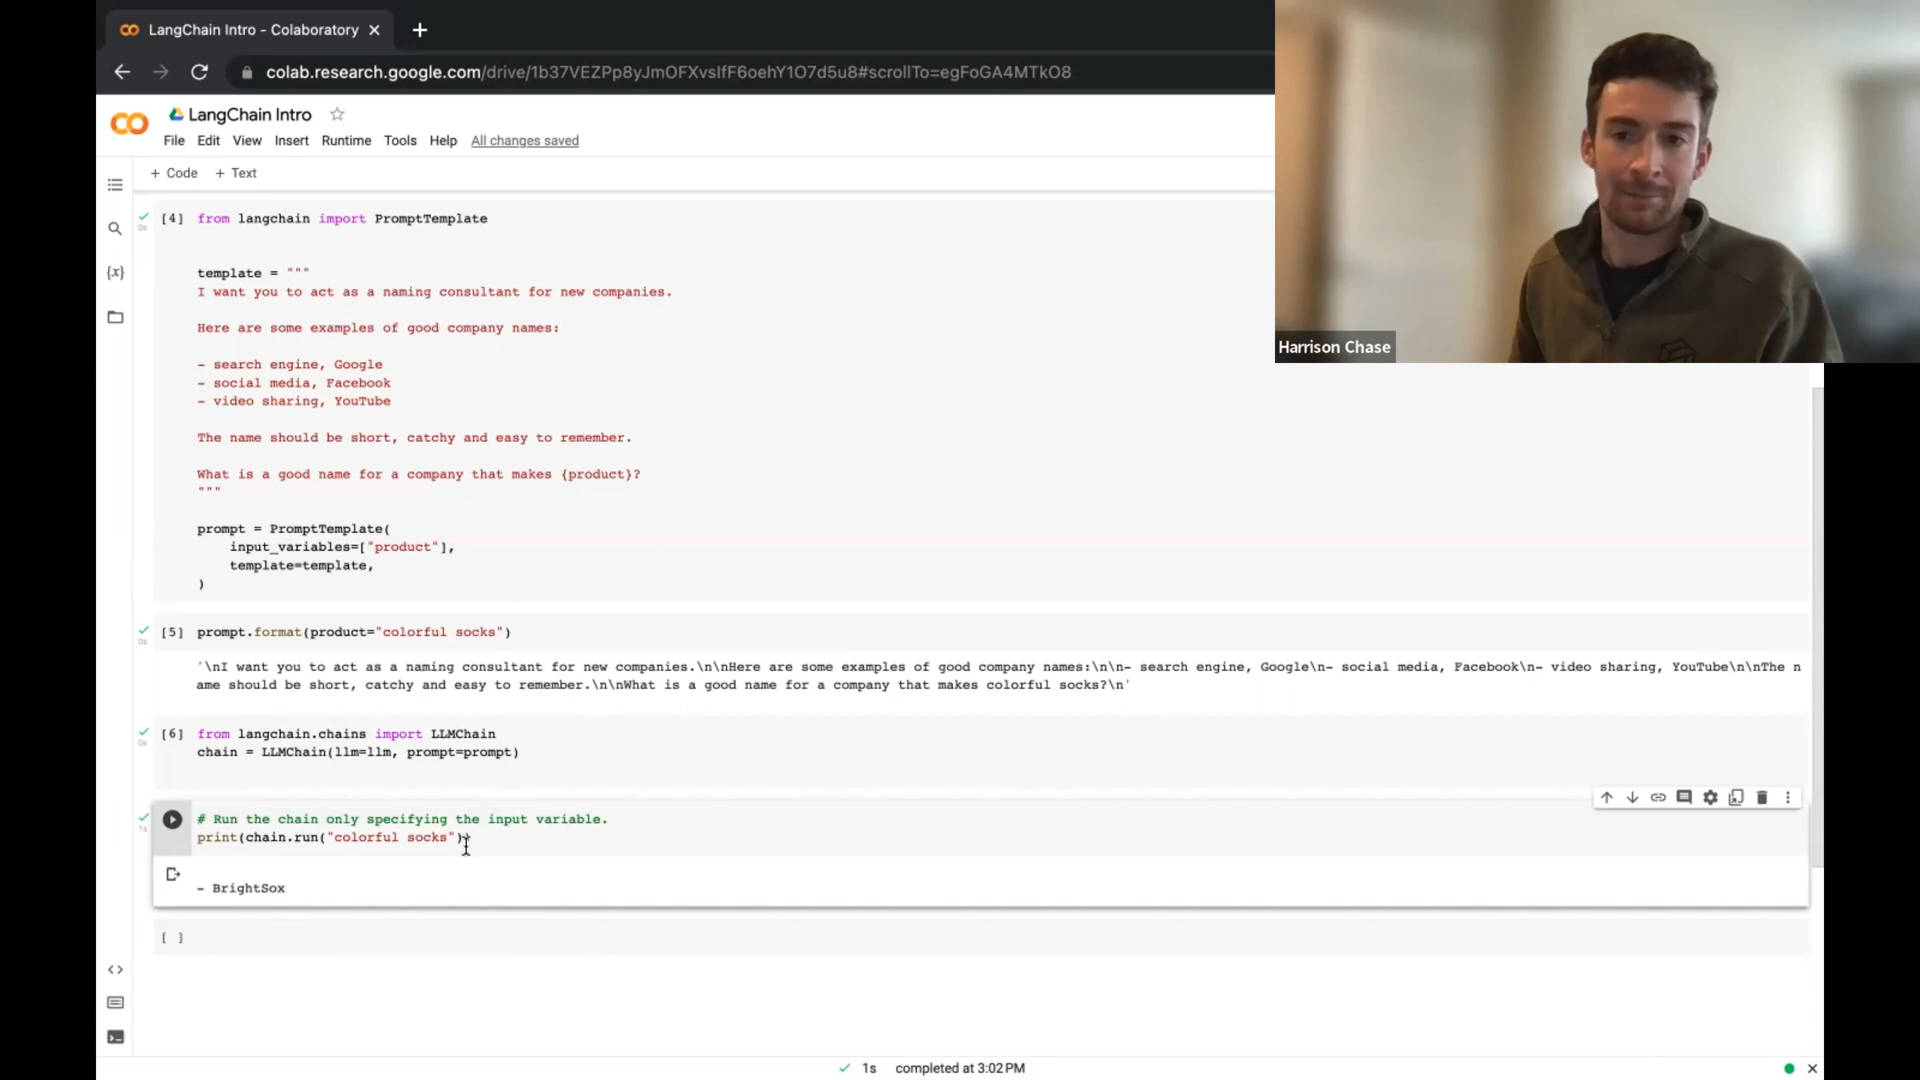 LangChain Intro - Colaboratory
colab.research.google.com/drive/1b37VEZPp8yJmOFXvsIfF6oehY1O7d5u8#scrollTo=egFoGA4MTkO8
LangChain Intro
File Edit View Insert Runtime Tools Help All changes saved
+ Code + Text
Harrison Chase
[4] from langchain import PromptTemplate
0s
template = """
I want you to act as a naming consultant for new companies.
Here are some examples of good company names:
- search engine, Google
- social media, Facebook
- video sharing, YouTube
The name should be short, catchy and easy to remember.
What is a good name for a company that makes {product}?
"""
prompt = PromptTemplate(
input_variables=["product"],
template=template,
)
[5] prompt.format(product="colorful socks")
0s
'\nI want you to act as a naming consultant for new companies.\n\nHere are some examples of good company names:\n\n- search engine, Google\n- social media, Facebook\n- video sharing, YouTube\n\nThe n
ame should be short, catchy and easy to remember.\n\nWhat is a good name for a company that makes colorful socks?\n'
[6] from langchain.chains import LLMChain
0s
chain = LLMChain(llm=llm, prompt=prompt)
# Run the chain only specifying the input variable.
1s
print(chain.run("colorful socks"))
- BrightSox
[ ]
1s completed at 3:02 PM